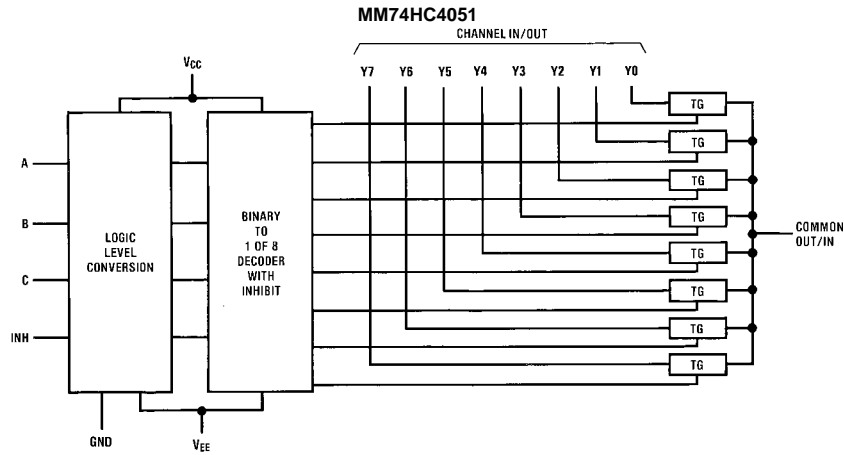 MM74HC4051
CHANNEL IN/OUT
VCC
Y7 Y6 Y5 Y4 Y3 Y2 Y1 Y0
TG
TG
TG
TG
TG
TG
TG
TG
A
B
C
INH
LOGIC
LEVEL
CONVERSION
BINARY
TO
1 OF 8
DECODER
WITH
INHIBIT
COMMON
OUT/IN
GND
VEE